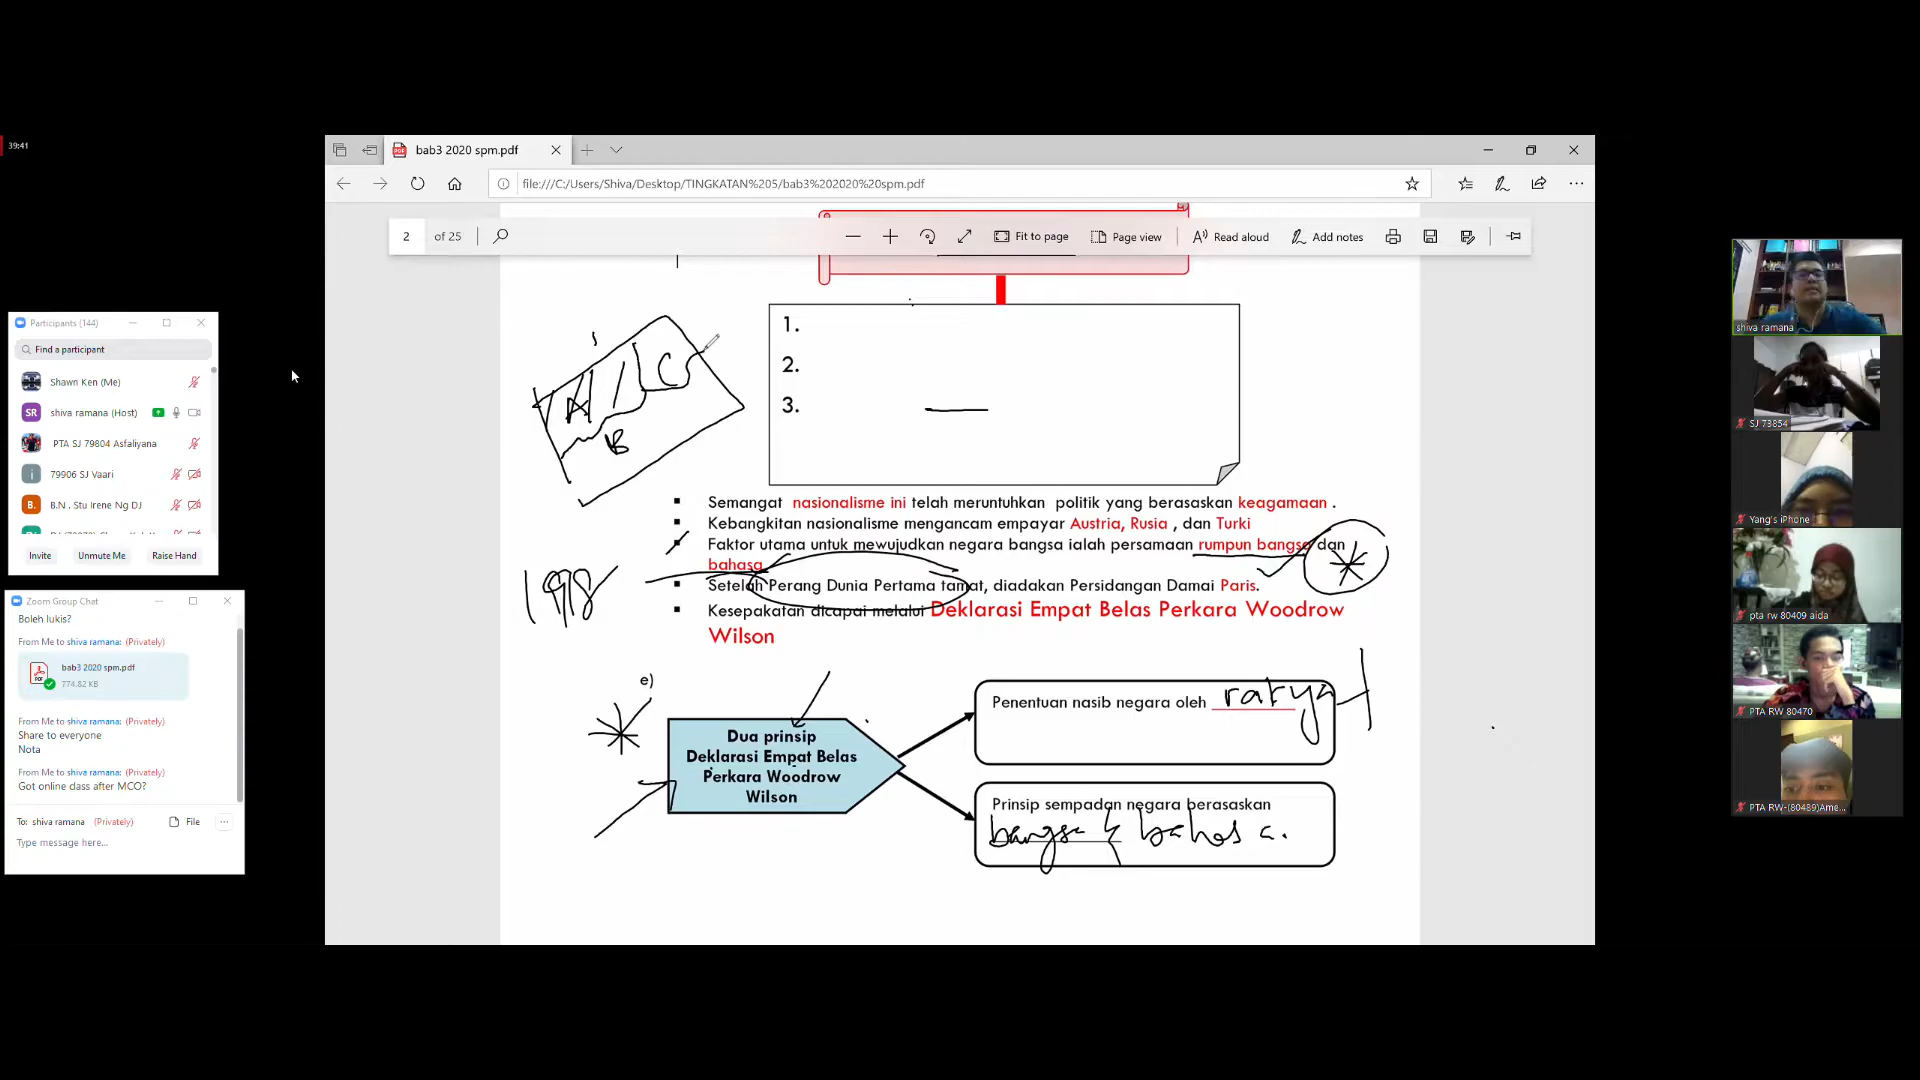 39:41
bab3 2020 spm.pdf
file:///C:/Users/Shiva/Desktop/TINGKATAN%205/bab3%202020%20spm.pdf
2 of 25
Fit to page
Page view
Read aloud
Add notes
1.
2.
3.
A
C
B
Semangat nasionalisme ini telah meruntuhkan politik yang berasaskan keagamaan .
Kebangkitan nasionalisme mengancam empayar Austria, Rusia , dan Turki
Faktor utama untuk mewujudkan negara bangsa ialah persamaan rumpun bangsa dan
bahasa
Setelah Perang Dunia Pertama tamat, diadakan Persidangan Damai Paris.
1918
Kesepakatan dicapai melalui Deklarasi Empat Belas Perkara Woodrow
Wilson
e)
Dua prinsip
Deklarasi Empat Belas
Perkara Woodrow
Wilson
Penentuan nasib negara oleh rakyat
Prinsip sempadan negara berasaskan
bangsa & bahasa.
Participants (144)
Find a participant
Shawn Ken (Me)
SR shiva ramana (Host)
PTA SJ 79804 Asfaliyana
i 79906 SJ Vaari
B. B.N . Stu Irene Ng DJ
Invite
Unmute Me
Raise Hand
Zoom Group Chat
Boleh lukis?
From Me to shiva ramana: (Privately)
bab3 2020 spm.pdf
774.82 KB
From Me to shiva ramana: (Privately)
Share to everyone
Nota
From Me to shiva ramana: (Privately)
Got online class after MCO?
To: shiva ramana (Privately)
File
Type message here...
shiva ramana
SJ 73854
Yang's iPhone
pta rw 80409 aida
PTA RW 80470
PTA RW-(80489)Ame...